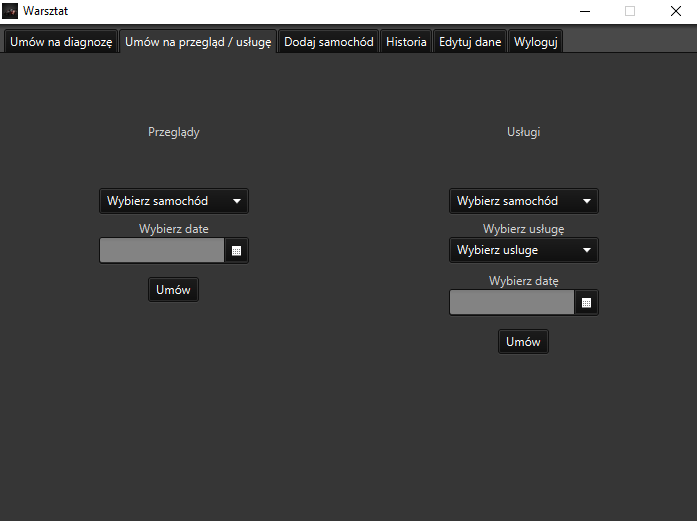 Warsztat
Umów na diagnozę Umów na przegląd / usługę Dodaj samochód Historia Edytuj dane Wyloguj
Przeglądy
Wybierz samochód
Wybierz date
Umów
Usługi
Wybierz samochód
Wybierz usługę
Wybierz usluge
Wybierz datę
Umów